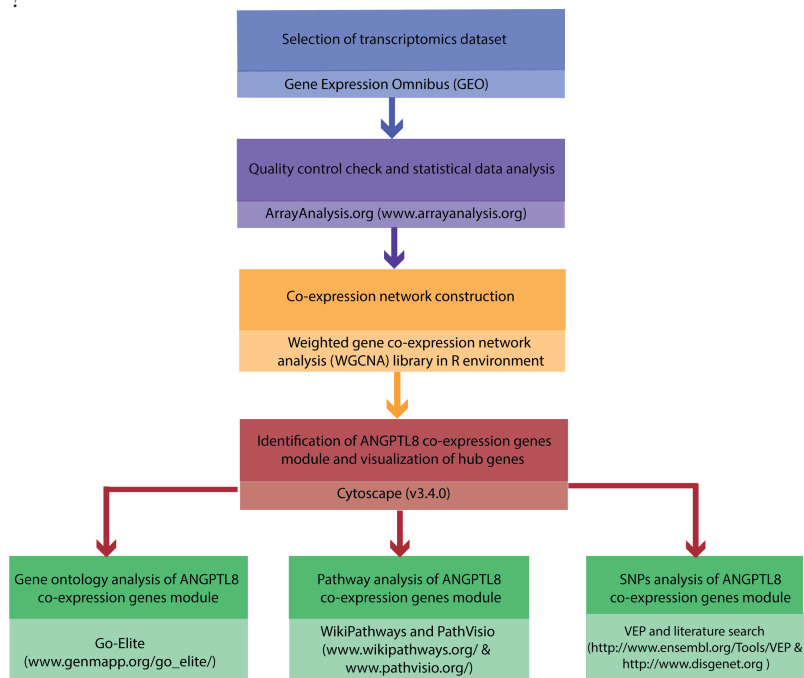 Selection of transcriptomics dataset
Gene Expression Omnibus (GEO)
Quality control check and statistical data analysis
ArrayAnalysis.org (www.arrayanalysis.org)
Co-expression network construction
Weighted gene co-expression network
analysis (WGCNA) library in R environment
Identification of ANGPTL8 co-expression genes
module and visualization of hub genes
Cytoscape (v3.4.0)
Gene ontology analysis of ANGPTL8
co-expression genes module
Go-Elite
(www.genmapp.org/go_elite/)
Pathway analysis of ANGPTL8
co-expression genes module
WikiPathways and PathVisio
(www.wikipathways.org/ &
www.pathvisio.org/)
SNPs analysis of ANGPTL8
co-expression genes module
VEP and literature search
(http://www.ensembl.org/Tools/VEP &
http://www.disgenet.org )